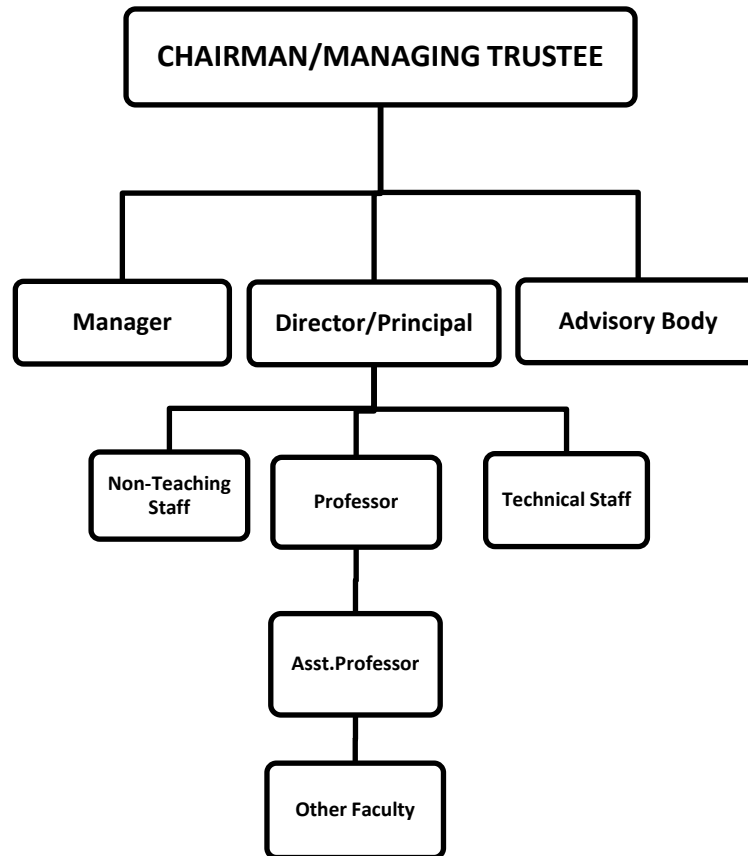 CHAIRMAN/MANAGING TRUSTEE
Manager
Director/Principal
Advisory Body
Non-Teaching
Staff
Professor
Technical Staff
Asst.Professor
Other Faculty